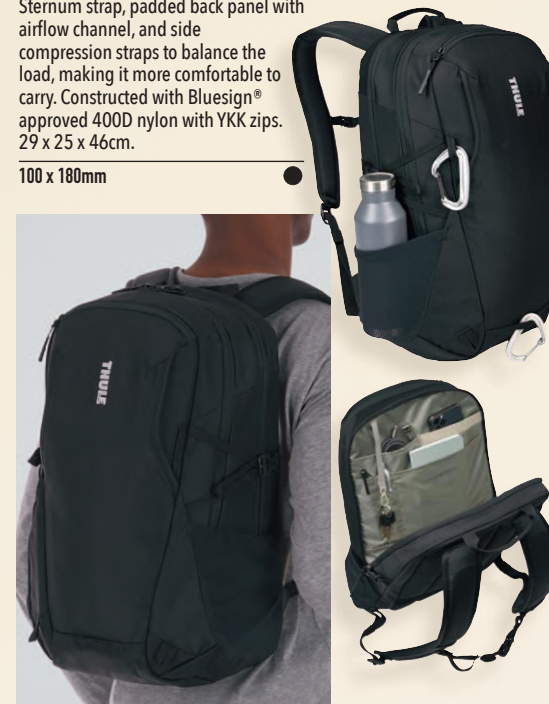 Sternum strap, padded back panel with
airflow channel, and side
compression straps to balance the
load, making it more comfortable to
carry. Constructed with Bluesign®
approved 400D nylon with YKK zips.
29 x 25 x 46cm.
100 x 180mm
THULE
THULE